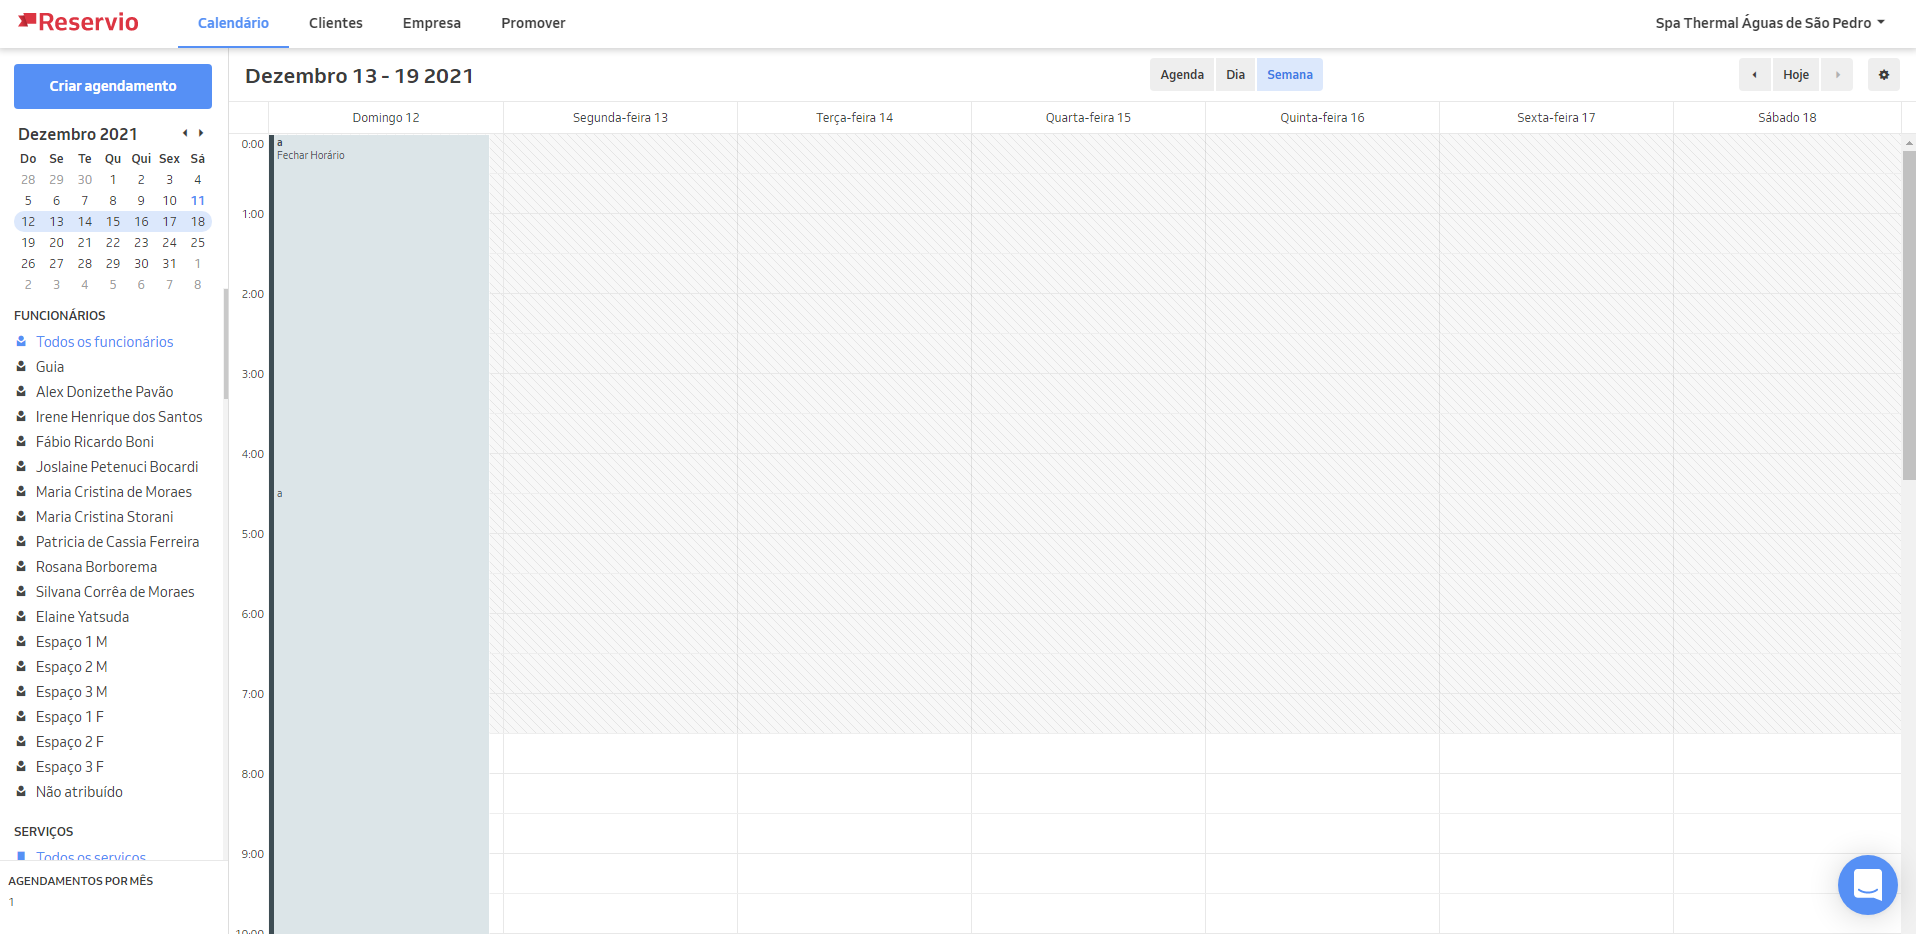 Reservio
Calendário
Clientes
Empresa
Promover
Spa Thermal Águas de São Pedro
Criar agendamento
Dezembro 2021
Do Se Te Qu Qui Sex Sá
28 29 30 1 2 3 4
5 6 7 8 9 10 11
12 13 14 15 16 17 18
19 20 21 22 23 24 25
26 27 28 29 30 31 1
2 3 4 5 6 7 8
FUNCIONÁRIOS
Todos os funcionários
Guia
Alex Donizethe Pavão
Irene Henrique dos Santos
Fábio Ricardo Boni
Joslaine Petenuci Bocardi
Maria Cristina de Moraes
Maria Cristina Storani
Patricia de Cassia Ferreira
Rosana Borborema
Silvana Corrêa de Moraes
Elaine Yatsuda
Espaço 1 M
Espaço 2 M
Espaço 3 M
Espaço 1 F
Espaço 2 F
Espaço 3 F
Não atribuído
SERVIÇOS
Todos os serviços
AGENDAMENTOS POR MÊS
1
Dezembro 13 - 19 2021
Agenda
Dia
Semana
Hoje
Domingo 12
Segunda-feira 13
Terça-feira 14
Quarta-feira 15
Quinta-feira 16
Sexta-feira 17
Sábado 18
0:00
a
Fechar Horário
1:00
2:00
3:00
4:00
a
5:00
6:00
7:00
8:00
9:00
10:00